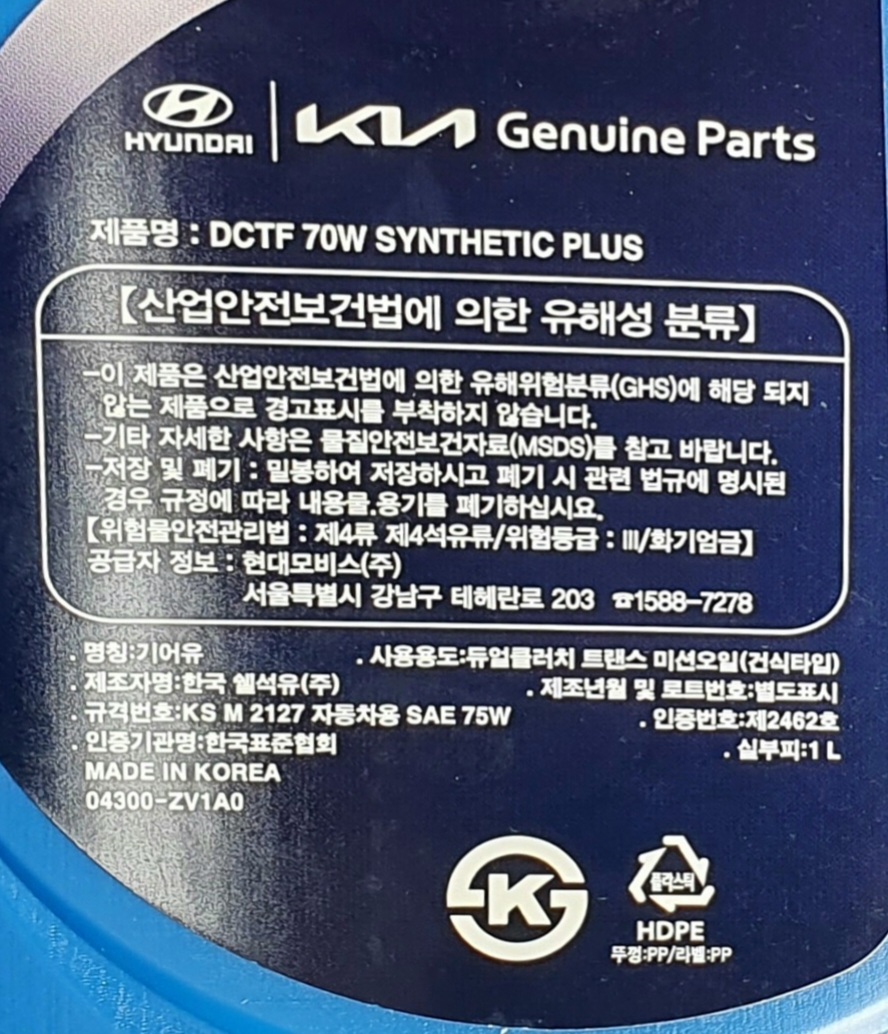 HYUNDAI | KIA Genuine Parts
제품명 : DCTF 70W SYNTHETIC PLUS
【산업안전보건법에 의한 유해성 분류】
-이 제품은 산업안전보건법에 의한 유해위험분류(GHS)에 해당 되지
않는 제품으로 경고표시를 부착하지 않습니다.
-기타 자세한 사항은 물질안전보건자료(MSDS)를 참고 바랍니다.
-저장 및 폐기 : 밀봉하여 저장하시고 폐기 시 관련 법규에 명시된
경우 규정에 따라 내용물.용기를 폐기하십시요.
【위험물안전관리법 : 제4류 제4석유류/위험등급 : III/화기엄금】
공급자 정보 : 현대모비스(주)
서울특별시 강남구 테헤란로 203 ☎1588-7278
. 명칭:기어유 . 사용용도:듀얼클러치 트랜스 미션오일(건식타입)
. 제조자명:한국 쉘석유(주) . 제조년월 및 로트번호:별도표시
. 규격번호:KS M 2127 자동차용 SAE 75W . 인증번호:제2462호
. 인증기관명:한국표준협회 . 실부피:1 L
MADE IN KOREA
04300-ZV1A0
K
플라스틱
HDPE
뚜껑:PP/라벨:PP